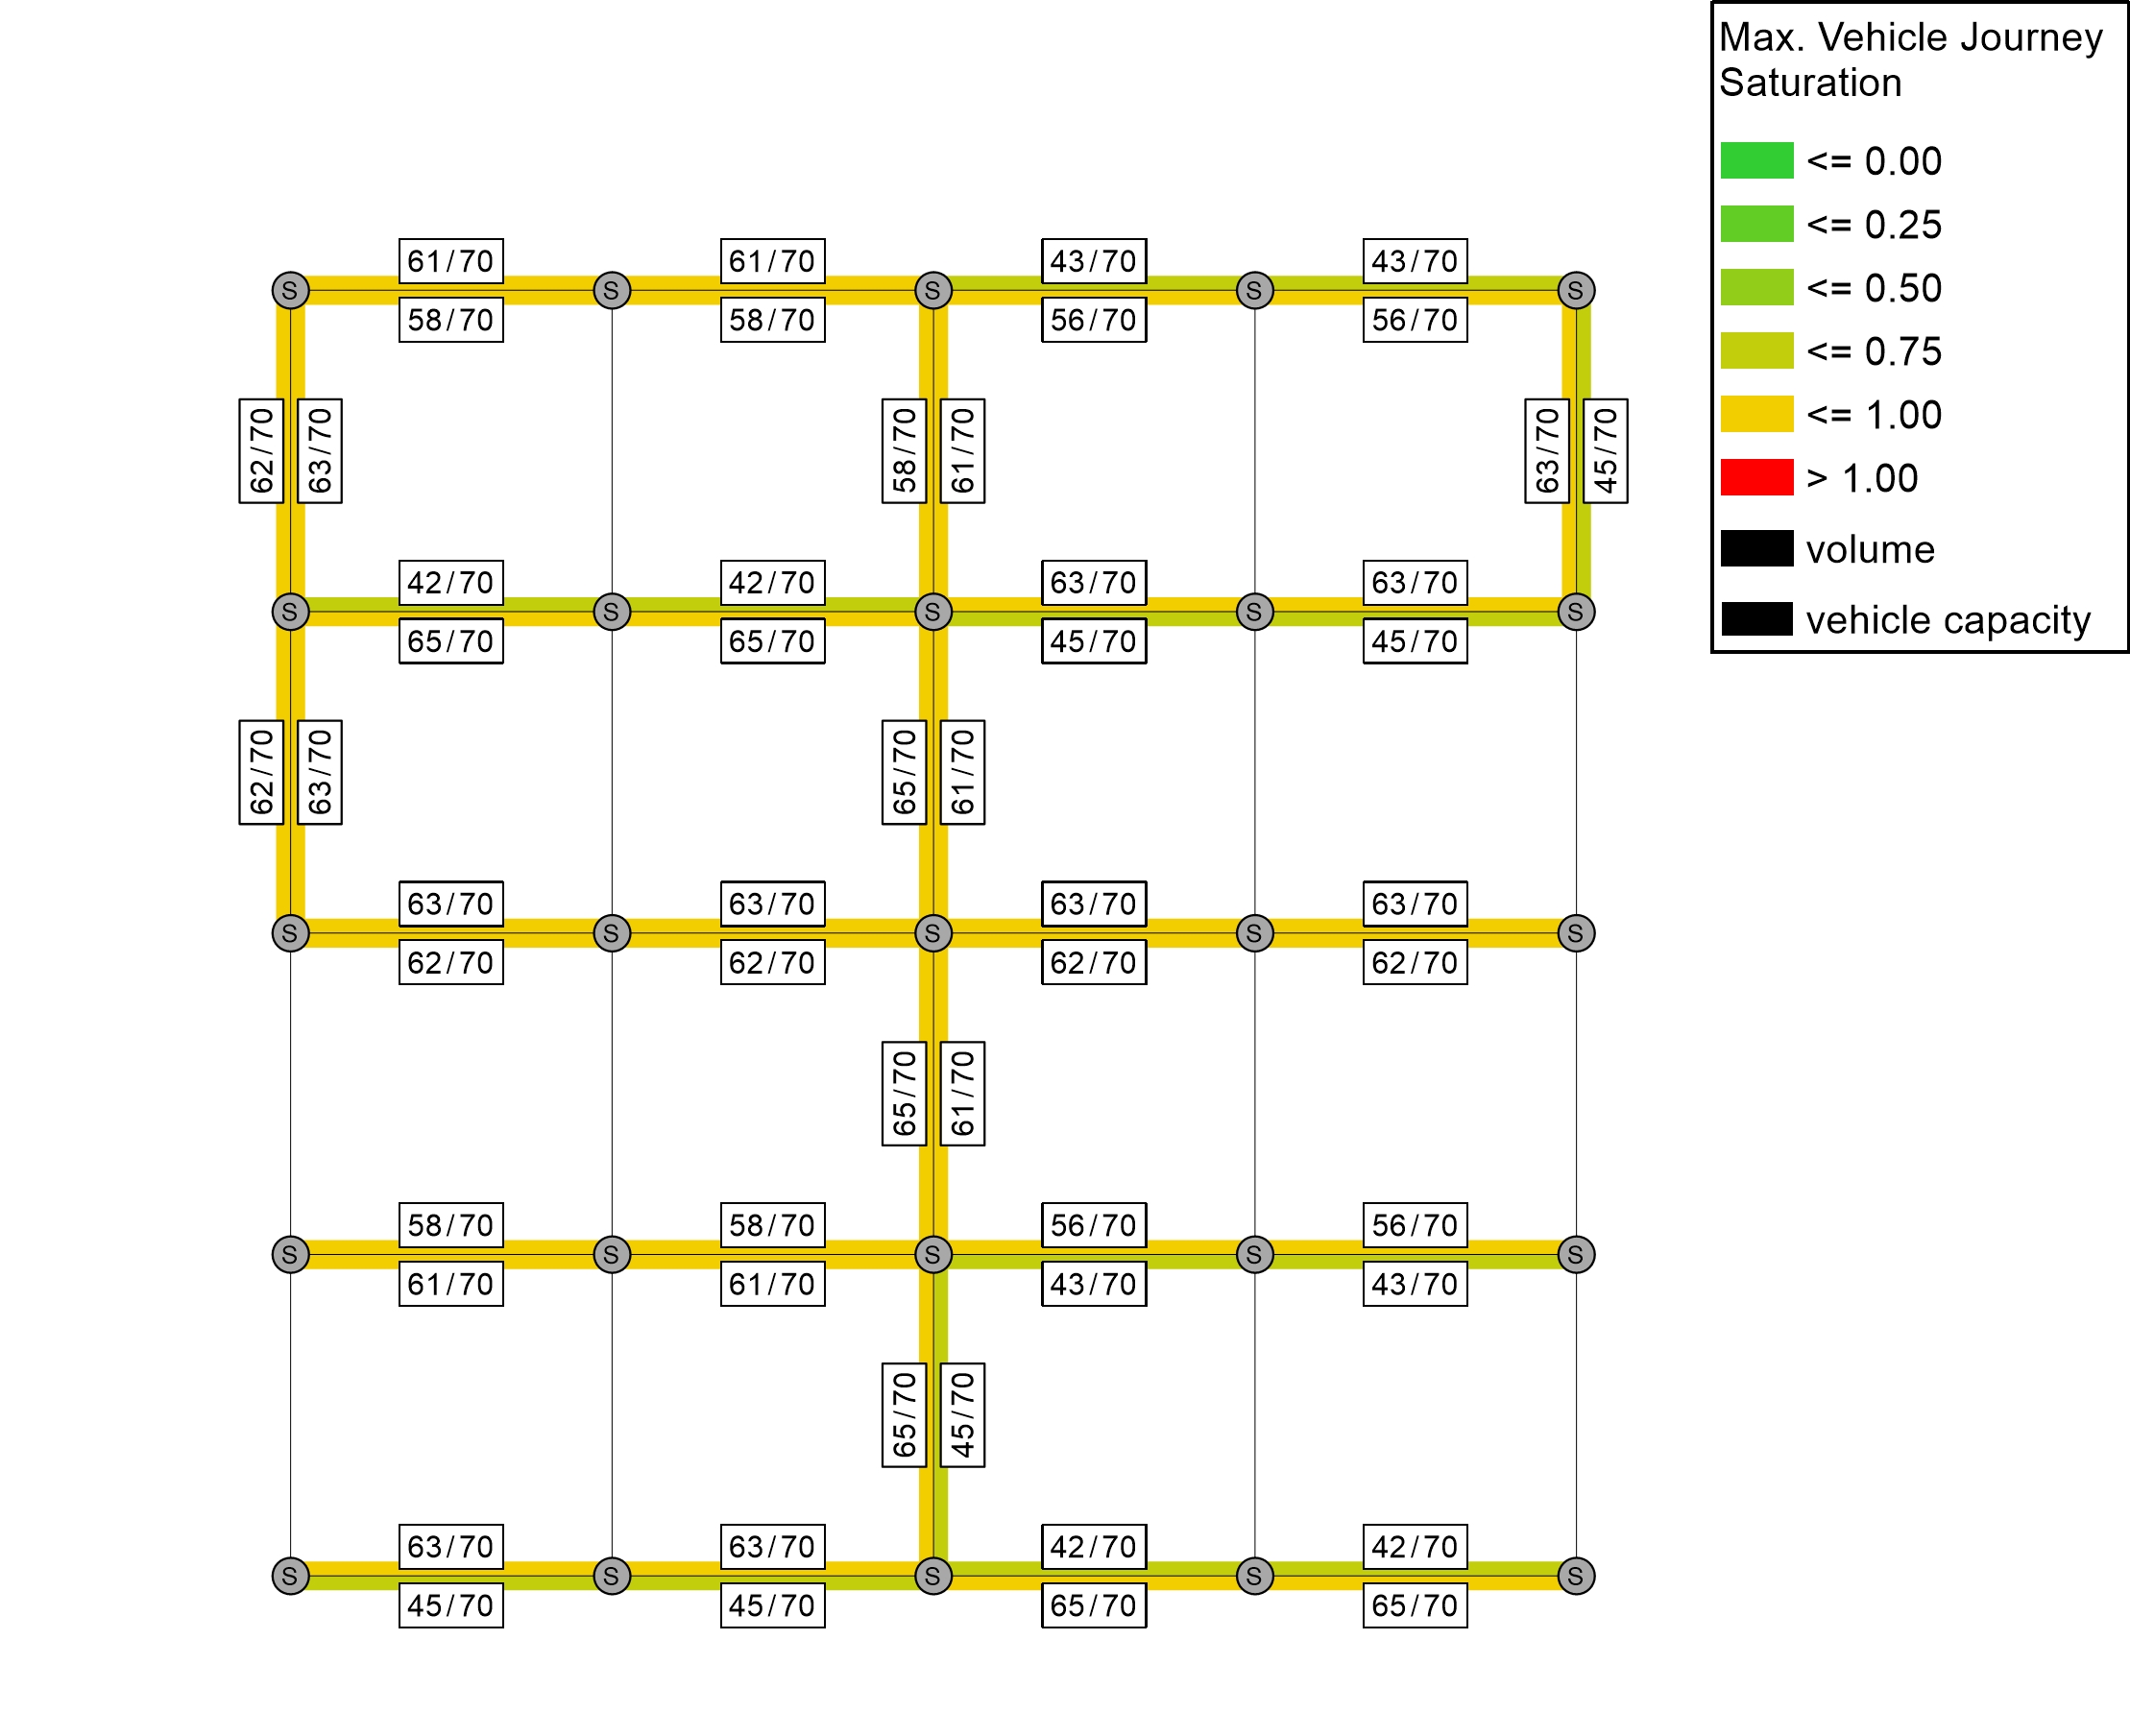 Max. Vehicle Journey
Saturation
<= 0.00
<= 0.25
<= 0.50
<= 0.75
<= 1.00
> 1.00
volume
vehicle capacity
61/70 61/70 43/70 43/70
S S S S S
58/70 58/70 56/70 56/70
62/70 63/70 58/70 61/70 63/70 45/70
42/70 42/70 63/70 63/70
S S S S S
65/70 65/70 45/70 45/70
62/70 63/70 65/70 61/70
63/70 63/70 63/70 63/70
S S S S S
62/70 62/70 62/70 62/70
65/70 61/70
58/70 58/70 56/70 56/70
S S S S S
61/70 61/70 43/70 43/70
65/70 45/70
63/70 63/70 42/70 42/70
S S S S S
45/70 45/70 65/70 65/70